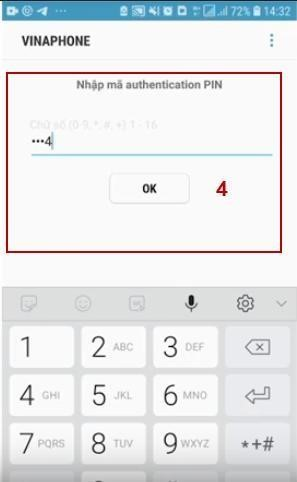 72% 14:32
VINAPHONE
Nhập mã authentication PIN
Chữ số (0-9, *, #, +) 1 - 16
•••4
OK
4
1 2 ABC 3 DEF
4 GHI 5 JKL 6 MNO
7 PQRS 8 TUV 9 WXYZ *+#